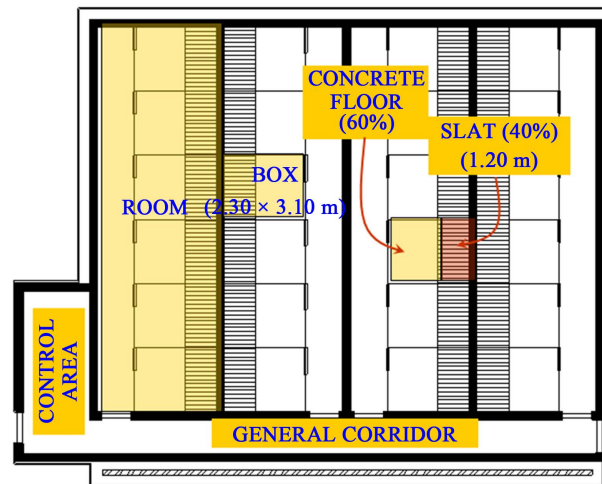 CONCRETE
FLOOR
(60%)
SLAT (40%)
(1.20 m)
BOX
ROOM (2.30 × 3.10 m)
CONTROL
AREA
GENERAL CORRIDOR